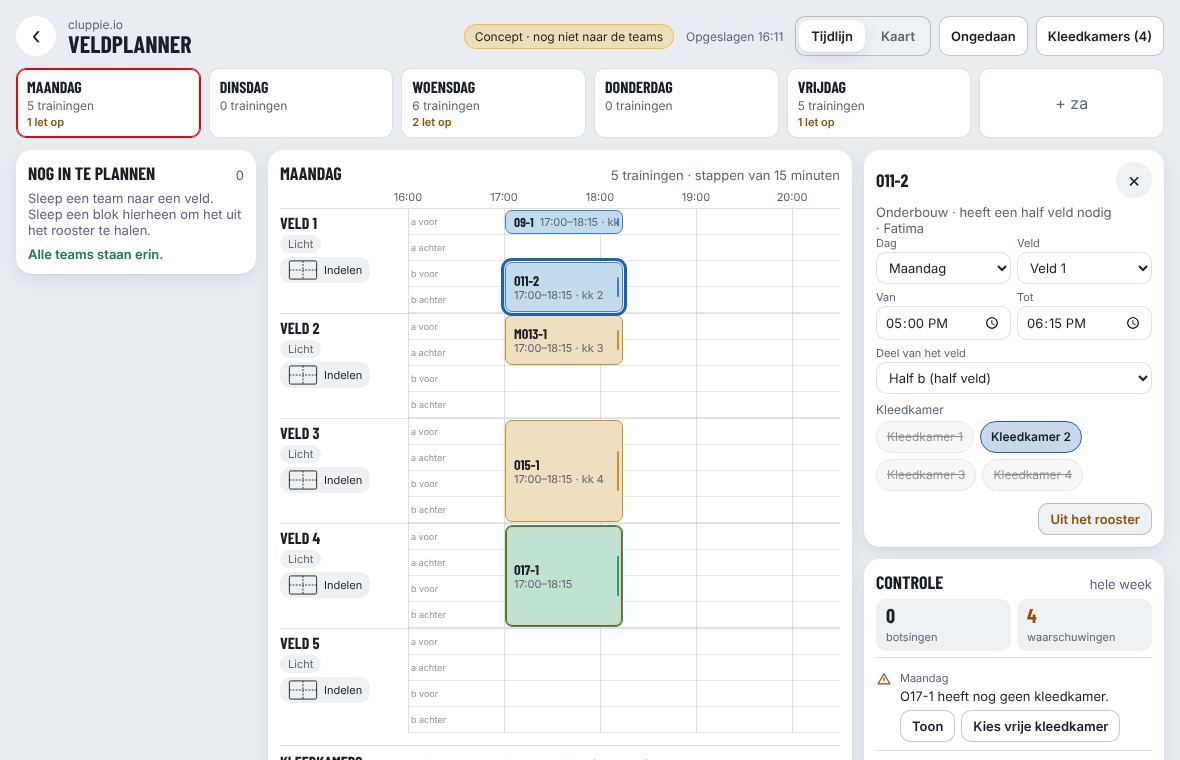 cluppie.io
VELDPLANNER
Concept · nog niet naar de teams
Opgeslagen 16:11
Tijdlijn
Kaart
Ongedaan
Kleedkamers (4)
MAANDAG
5 trainingen
1 let op
DINSDAG
0 trainingen
WOENSDAG
6 trainingen
2 let op
DONDERDAG
0 trainingen
VRIJDAG
5 trainingen
1 let op
+ za
NOG IN TE PLANNEN 0
Sleep een team naar een veld.
Sleep een blok hierheen om het uit
het rooster te halen.
Alle teams staan erin.
MAANDAG
5 trainingen · stappen van 15 minuten
16:00 17:00 18:00 19:00 20:00
VELD 1
Licht
Indelen
a voor
a achter
b voor
b achter
O9-1 17:00–18:15
O11-2
17:00–18:15 · kk 2
VELD 2
Licht
Indelen
a voor
a achter
b voor
b achter
MO13-1
17:00–18:15 · kk 3
VELD 3
Licht
Indelen
a voor
a achter
b voor
b achter
O15-1
17:00–18:15 · kk 4
VELD 4
Licht
Indelen
a voor
a achter
b voor
b achter
O17-1
17:00–18:15
VELD 5
Licht
Indelen
a voor
a achter
b voor
b achter
O11-2
Onderbouw · heeft een half veld nodig
· Fatima
Dag
Veld
Maandag
Veld 1
Van
Tot
05:00 PM
06:15 PM
Deel van het veld
Half b (half veld)
Kleedkamer
Kleedkamer 1
Kleedkamer 2
Kleedkamer 3
Kleedkamer 4
Uit het rooster
CONTROLE
hele week
0
botsingen
4
waarschuwingen
Maandag
O17-1 heeft nog geen kleedkamer.
Toon
Kies vrije kleedkamer